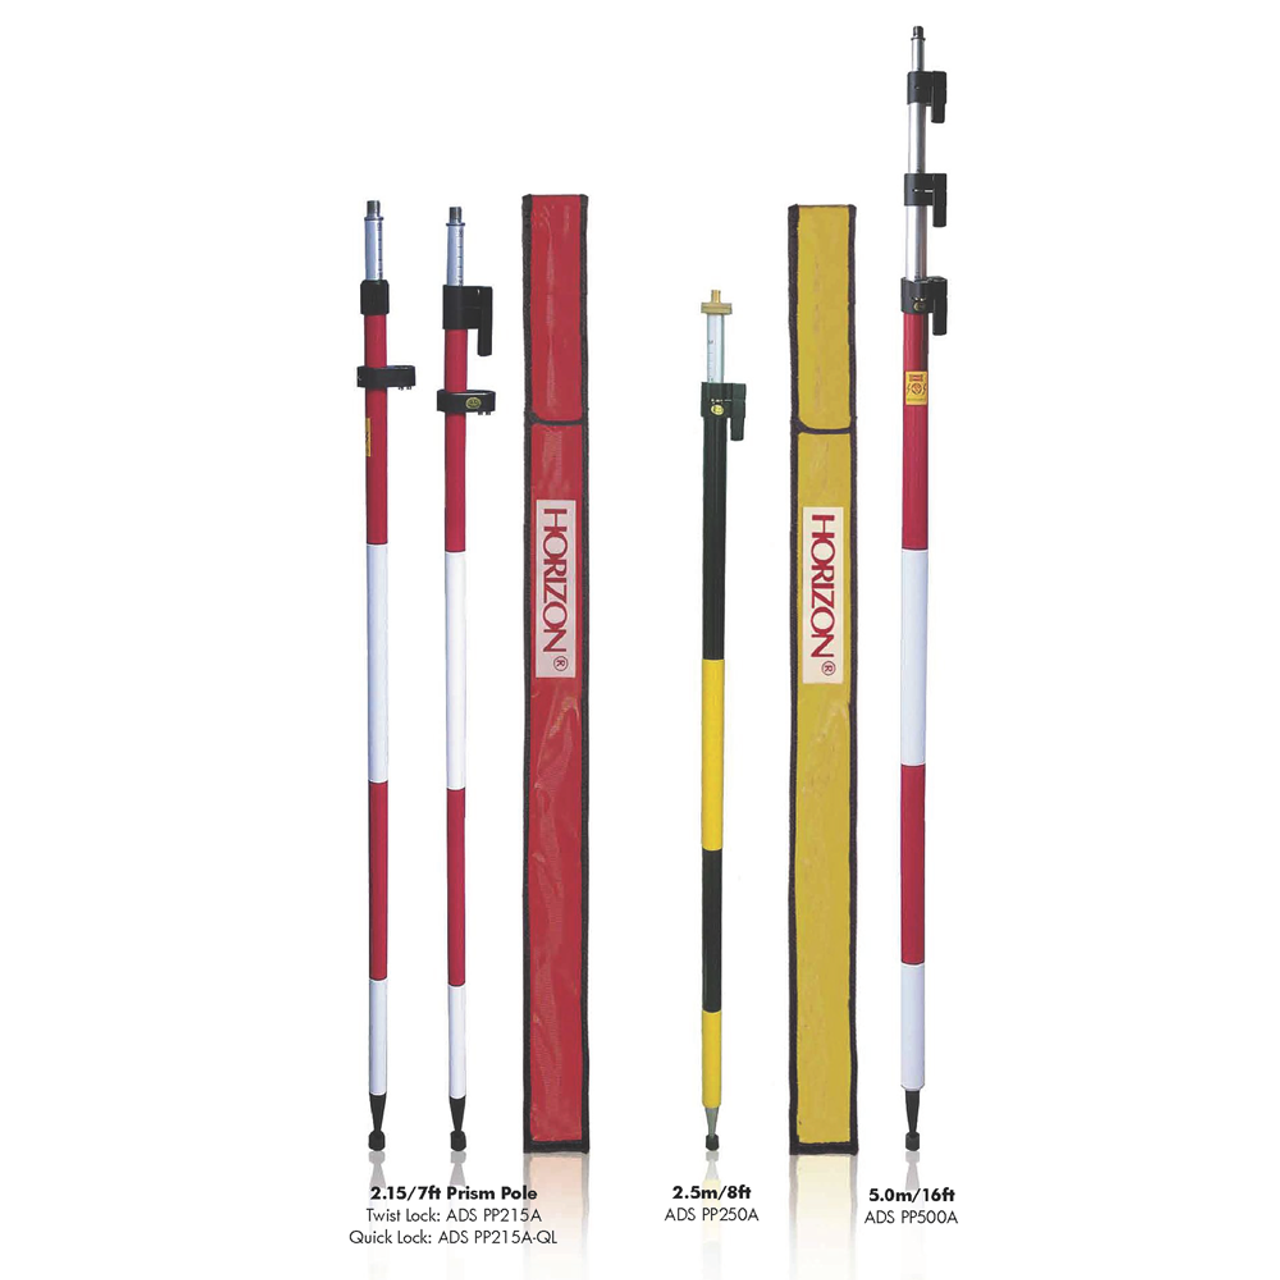 HORIZON®
HORIZON®
2.15/7ft Prism Pole
Twist Lock: ADS PP215A
Quick Lock: ADS PP215A-QL
2.5m/8ft
ADS PP250A
5.0m/16ft
ADS PP500A